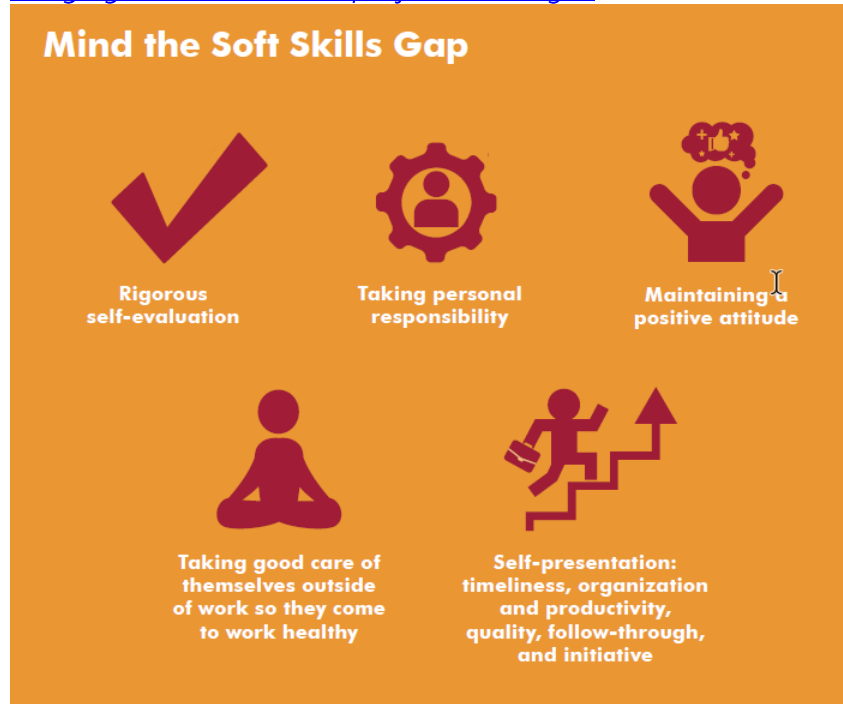 Mind the Soft Skills Gap
Rigorous
self-evaluation
Taking personal
responsibility
Maintaining a
positive attitude
Taking good care of
themselves outside
of work so they come
to work healthy
Self-presentation:
timeliness, organization
and productivity,
quality, follow-through,
and initiative